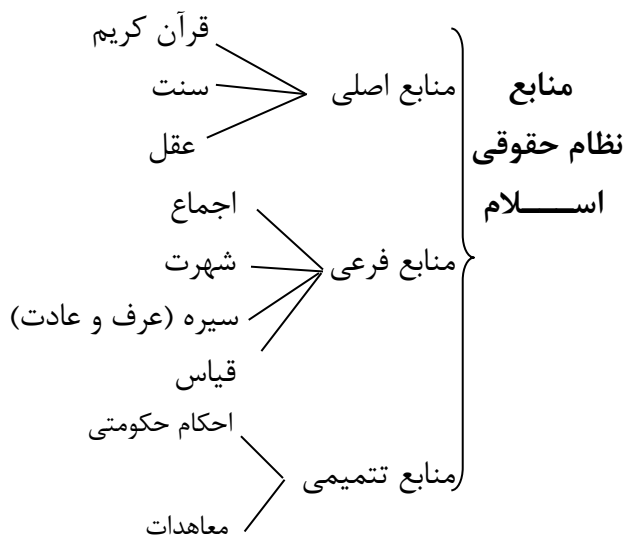 منابع
نظام حقوقی
اســـــلام
منابع اصلی
قرآن کریم
سنت
عقل
منابع فرعی
اجماع
شهرت
سیره (عرف و عادت)
قیاس
منابع تتمیمی
احکام حکومتی
معاهدات